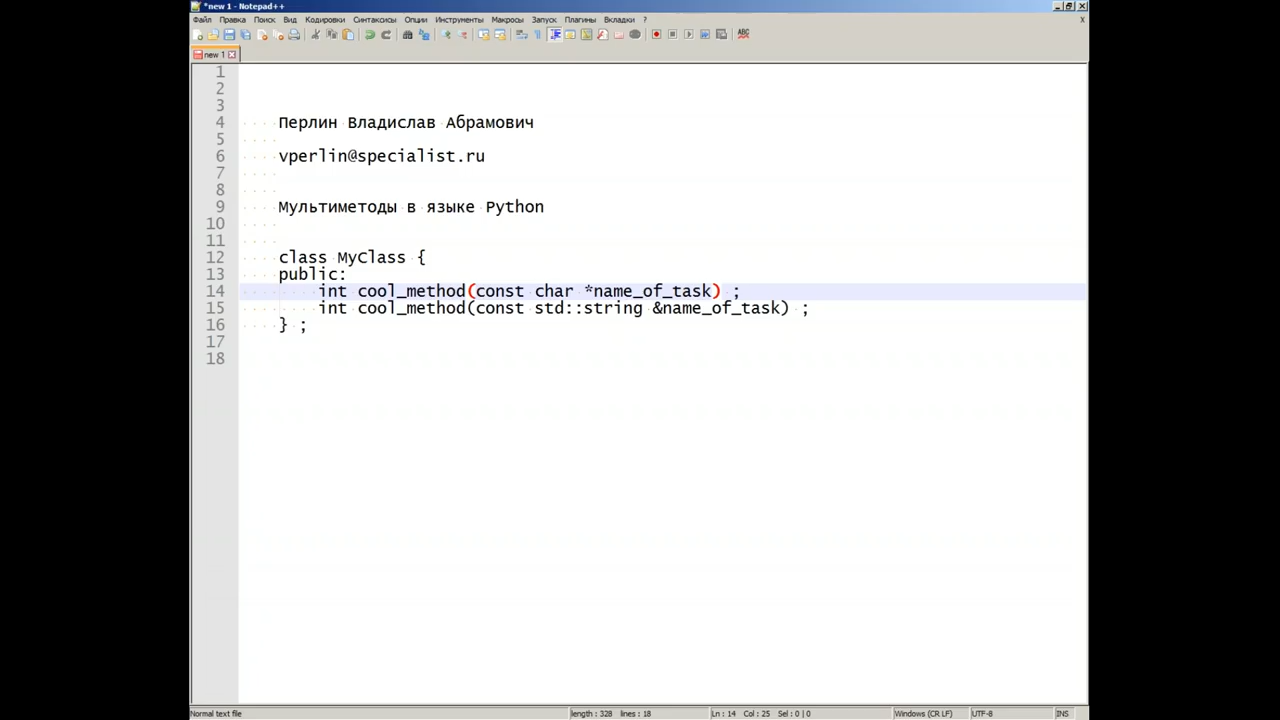 *new 1 - Notepad++
Файл Правка Поиск Вид Кодировки Синтаксисы Опции Инструменты Макросы Запуск Плагины Вкладки ? X
ABC
new 1
1
2
3
4 Перлин Владислав Абрамович
5
6 vperlin@specialist.ru
7
8
9 Мультиметоды в языке Python
10
11
12 class MyClass {
13 public:
14 int cool_method(const char *name_of_task) ;
15 int cool_method(const std::string &name_of_task) ;
16 } ;
17
18
Normal text file length : 328 lines : 18 Ln : 14 Col : 25 Sel : 0 | 0 Windows (CR LF) UTF-8 INS